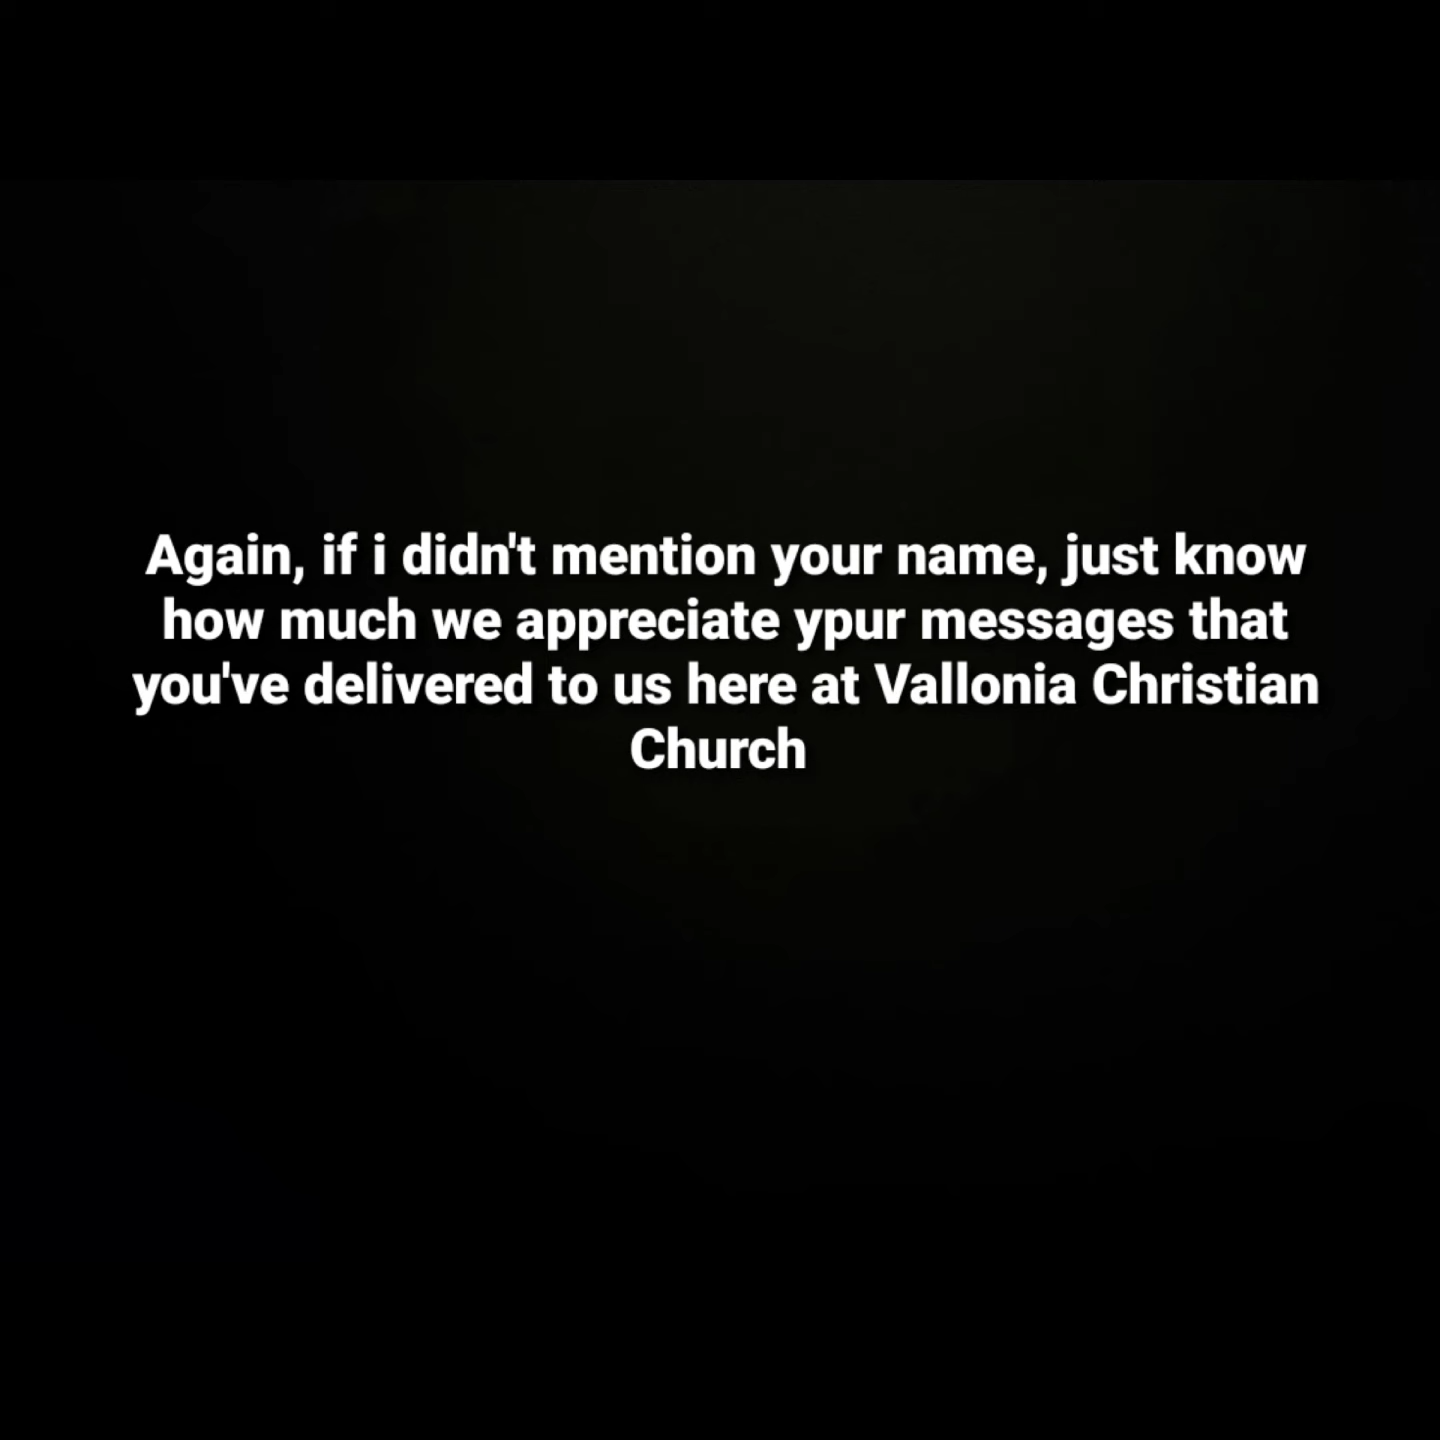 Again, if i didn't mention your name, just know
how much we appreciate ypur messages that
you've delivered to us here at Vallonia Christian
Church